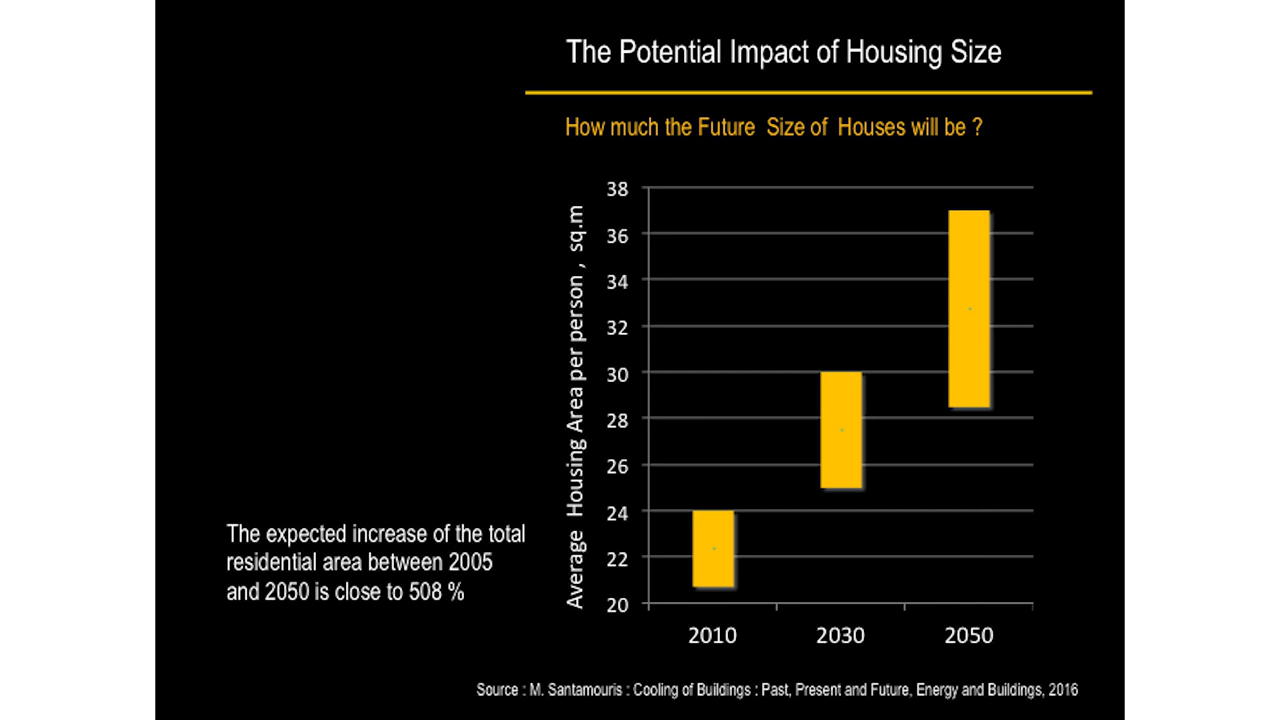 The Potential Impact of Housing Size
How much the Future Size of Houses will be ?
Average Housing Area per person , sq.m
38
36
34
32
30
28
26
24
22
20
2010 2030 2050
The expected increase of the total
residential area between 2005
and 2050 is close to 508 %
Source : M. Santamouris : Cooling of Buildings : Past, Present and Future, Energy and Buildings, 2016